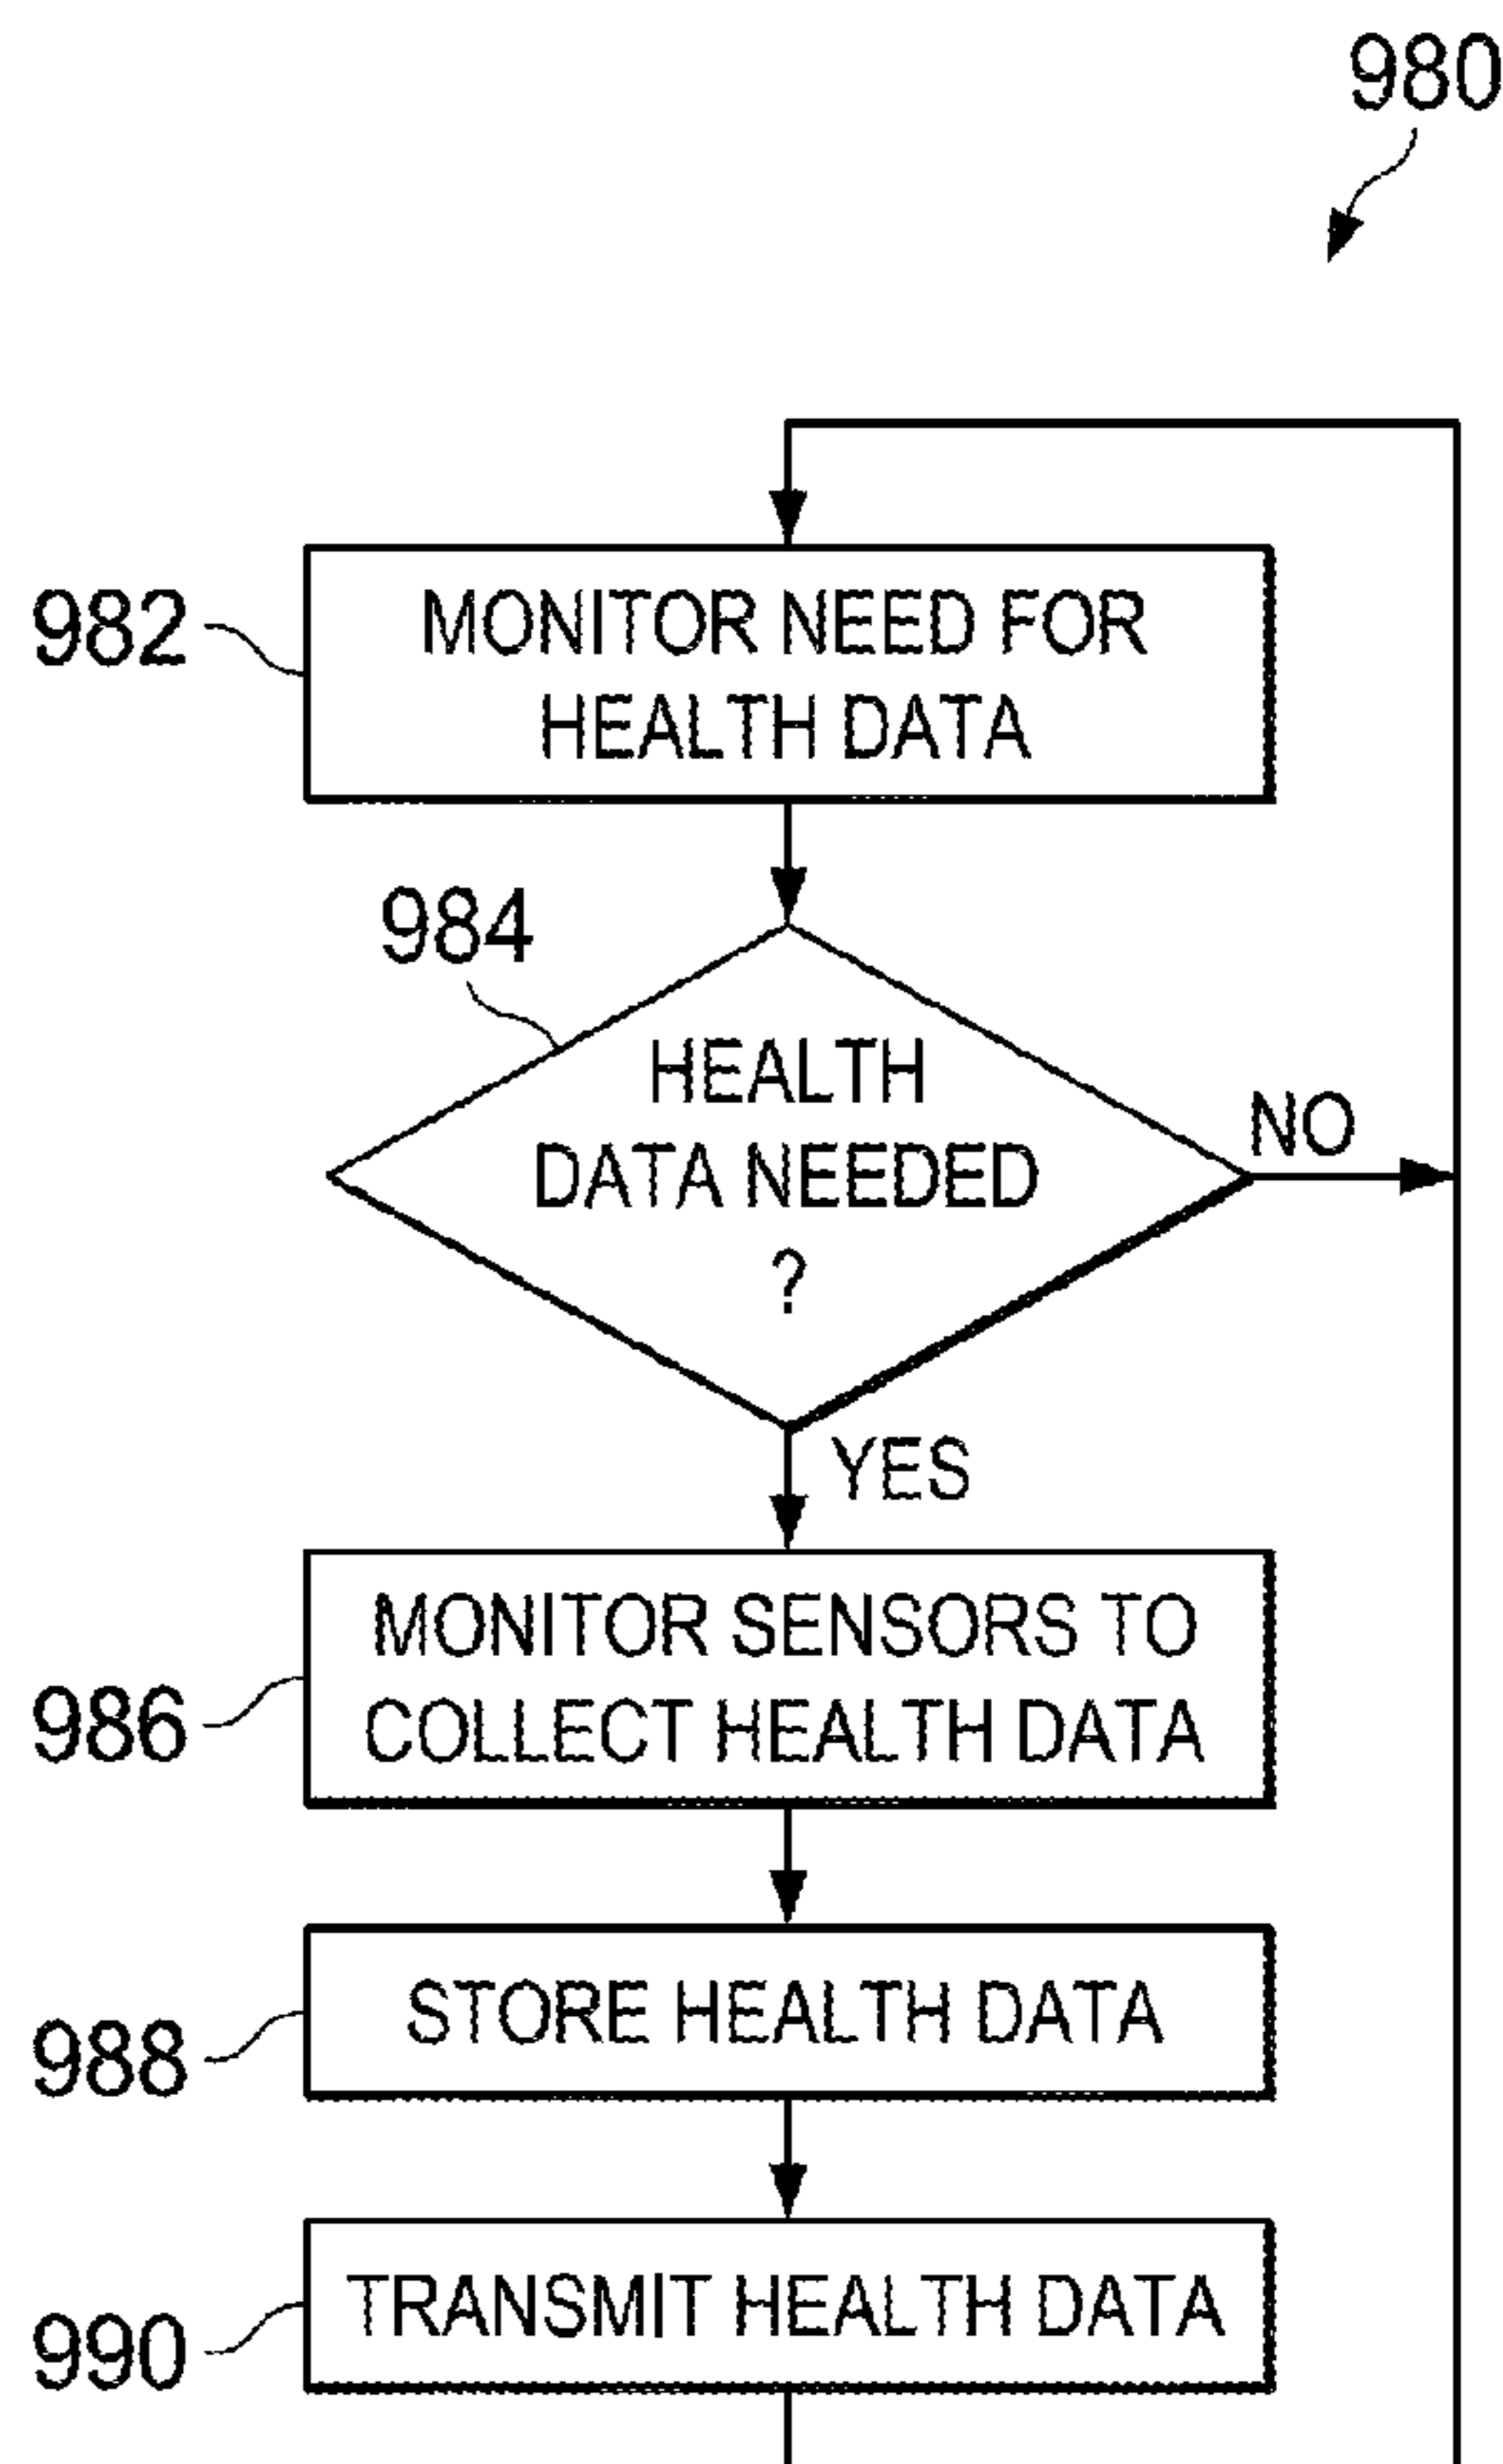 980
982
MONITOR NEED FOR
HEALTH DATA
984
HEALTH
DATA NEEDED
?
NO
YES
986
MONITOR SENSORS TO
COLLECT HEALTH DATA
988
STORE HEALTH DATA
990
TRANSMIT HEALTH DATA